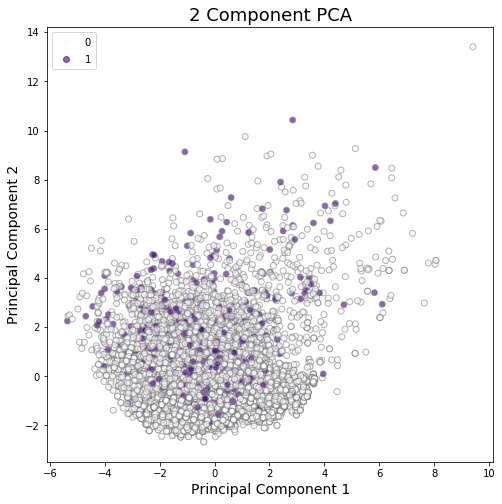 2 Component PCA
0
1
14
12
10
8
6
4
2
0
−2
Principal Component 2
−6 −4 −2 0 2 4 6 8 10
Principal Component 1